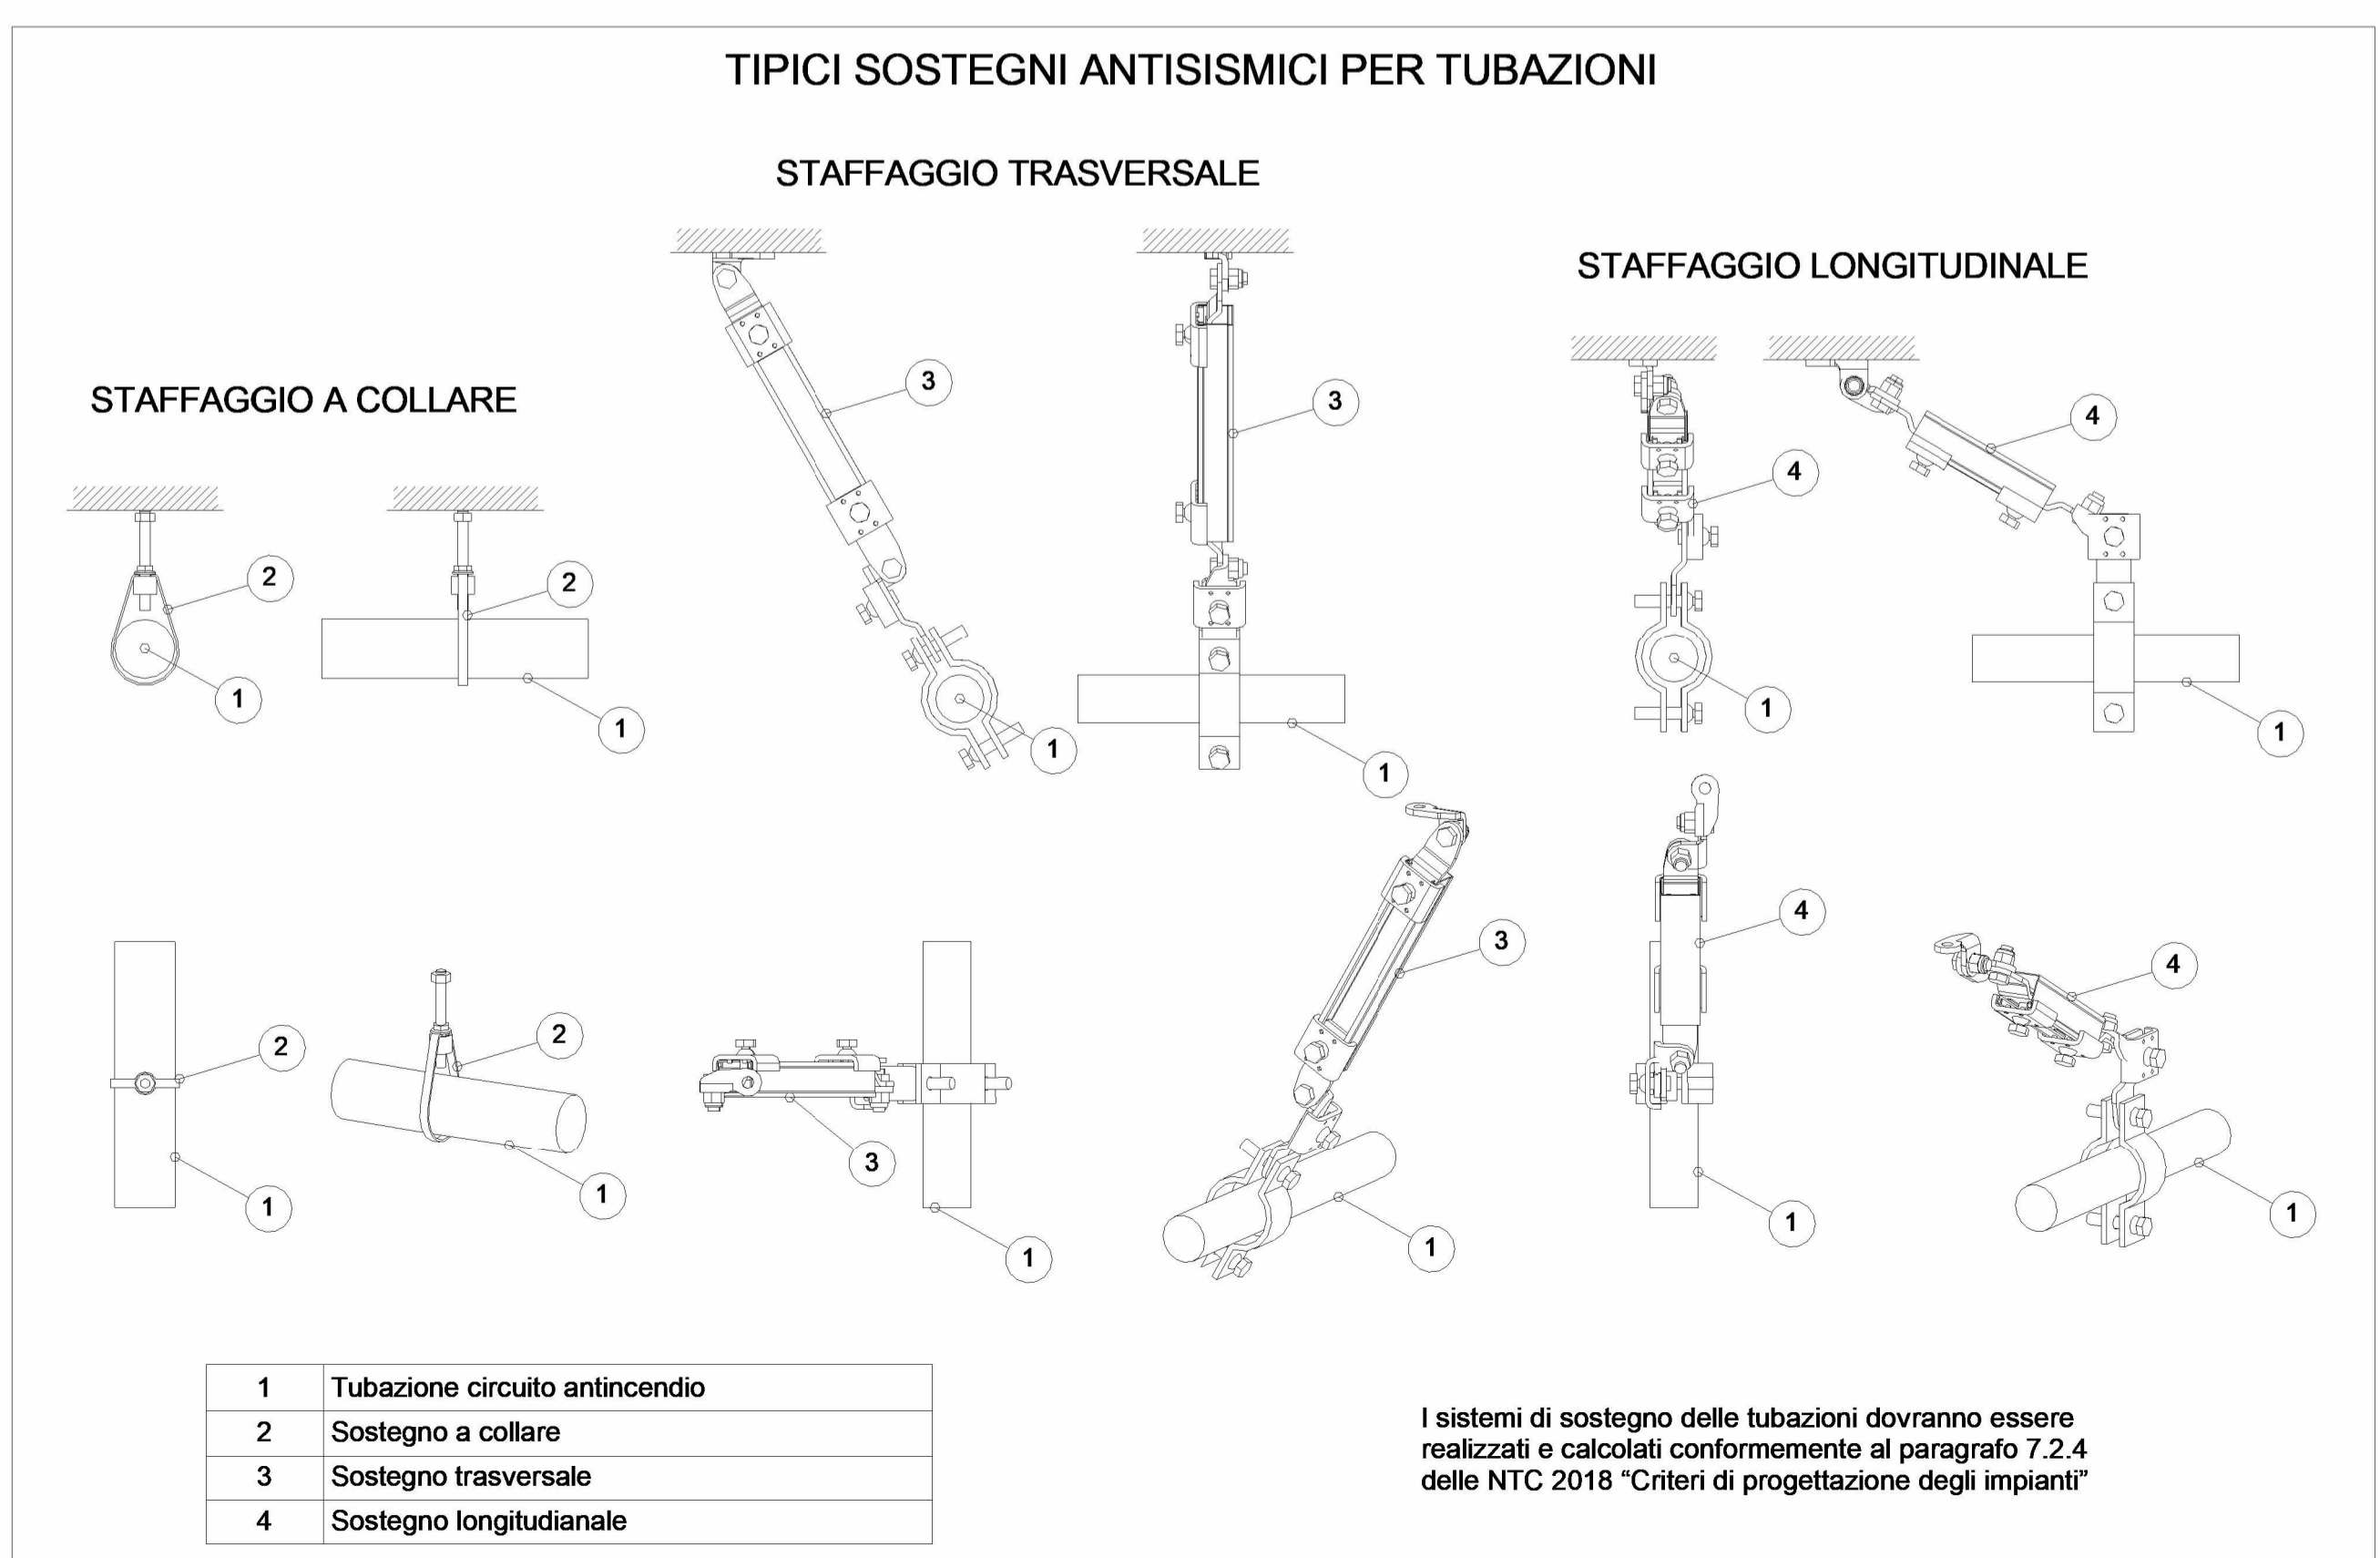 TIPICI SOSTEGNI ANTISISMICI PER TUBAZIONI
STAFFAGGIO TRASVERSALE
STAFFAGGIO LONGITUDINALE
STAFFAGGIO A COLLARE
3
3
4
4
2
2
1
1
1
1
1
1
3
4
4
2
2
3
1
1
1
1
1
1
1 Tubazione circuito antincendio
2 Sostegno a collare
3 Sostegno trasversale
4 Sostegno longitudianale
I sistemi di sostegno delle tubazioni dovranno essere
realizzati e calcolati conformemente al paragrafo 7.2.4
delle NTC 2018 “Criteri di progettazione degli impianti”